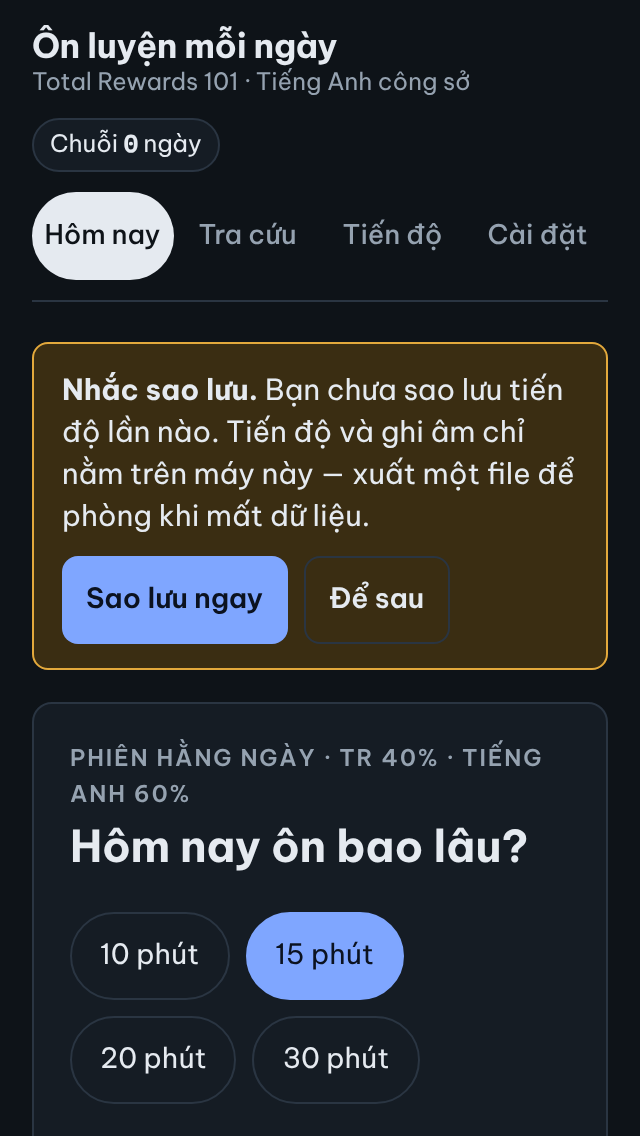 Ôn luyện mỗi ngày
Total Rewards 101 · Tiếng Anh công sở
Chuỗi 0 ngày
Hôm nay Tra cứu Tiến độ Cài đặt
Nhắc sao lưu. Bạn chưa sao lưu tiến
độ lần nào. Tiến độ và ghi âm chỉ
nằm trên máy này — xuất một file để
phòng khi mất dữ liệu.
Sao lưu ngay Để sau
PHIÊN HẰNG NGÀY · TR 40% · TIẾNG
ANH 60%
Hôm nay ôn bao lâu?
10 phút 15 phút
20 phút 30 phút